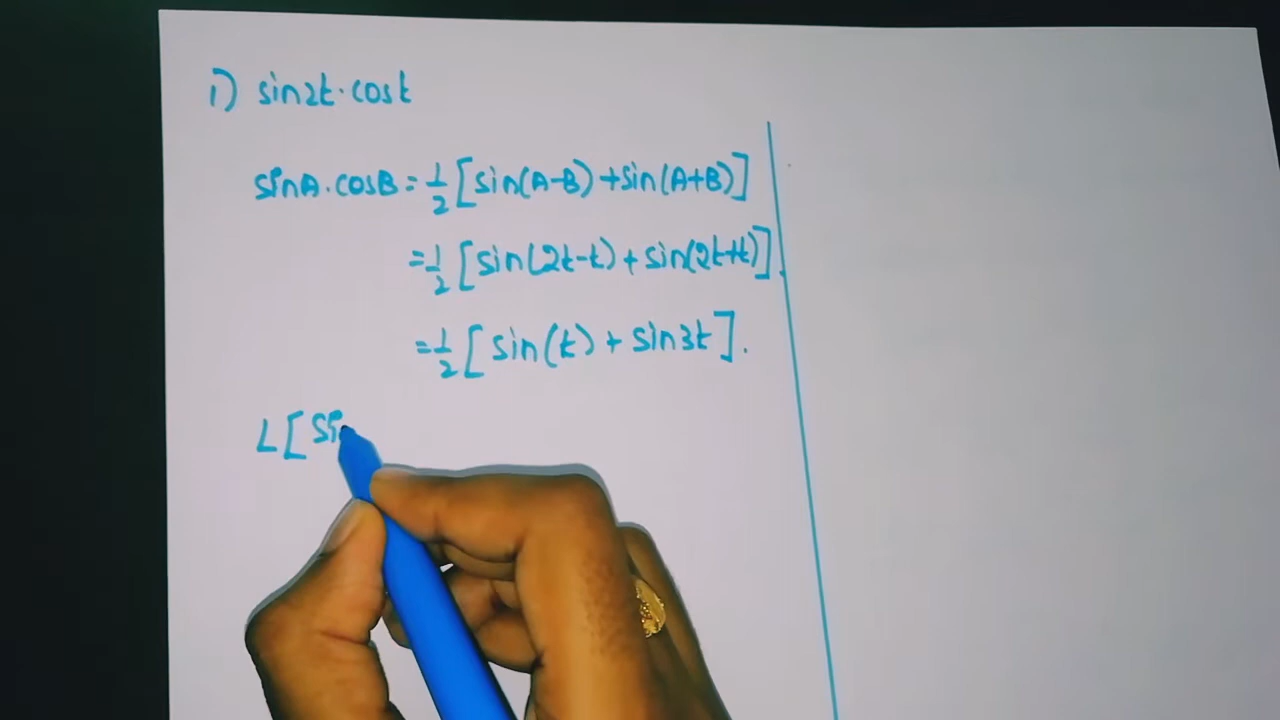 1) sin2t·cost
sinA·cosB=1/2[sin(A-B)+sin(A+B)]
=1/2[sin(2t-t)+sin(2t+t)].
=1/2[sin(t)+sin3t].
L[Si